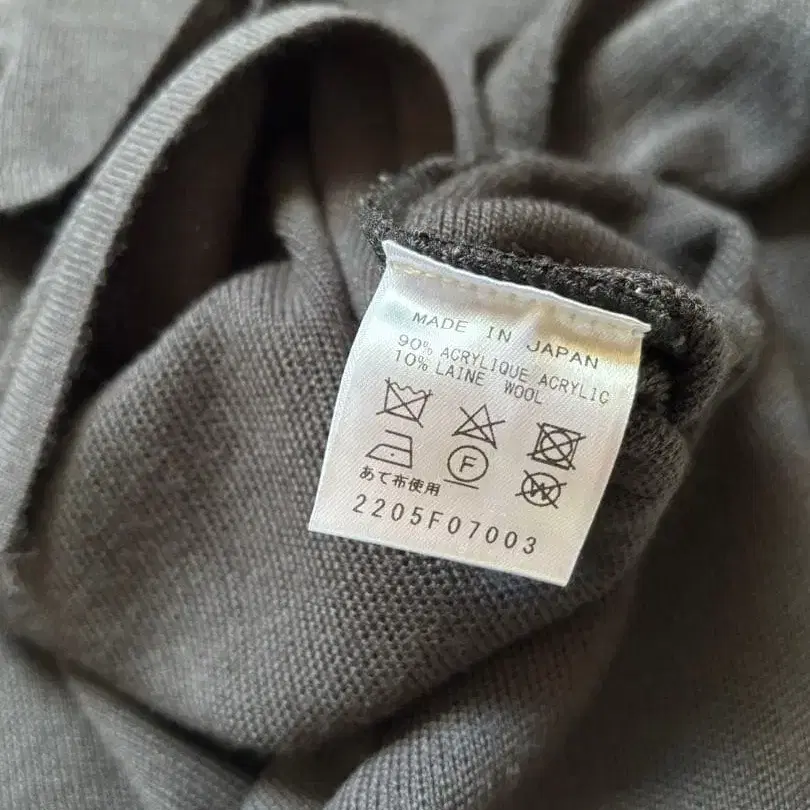 MADE IN JAPAN
90% ACRYLIQUE ACRYLIC
10% LAINE WOOL
F W
あて布使用
2205F07003